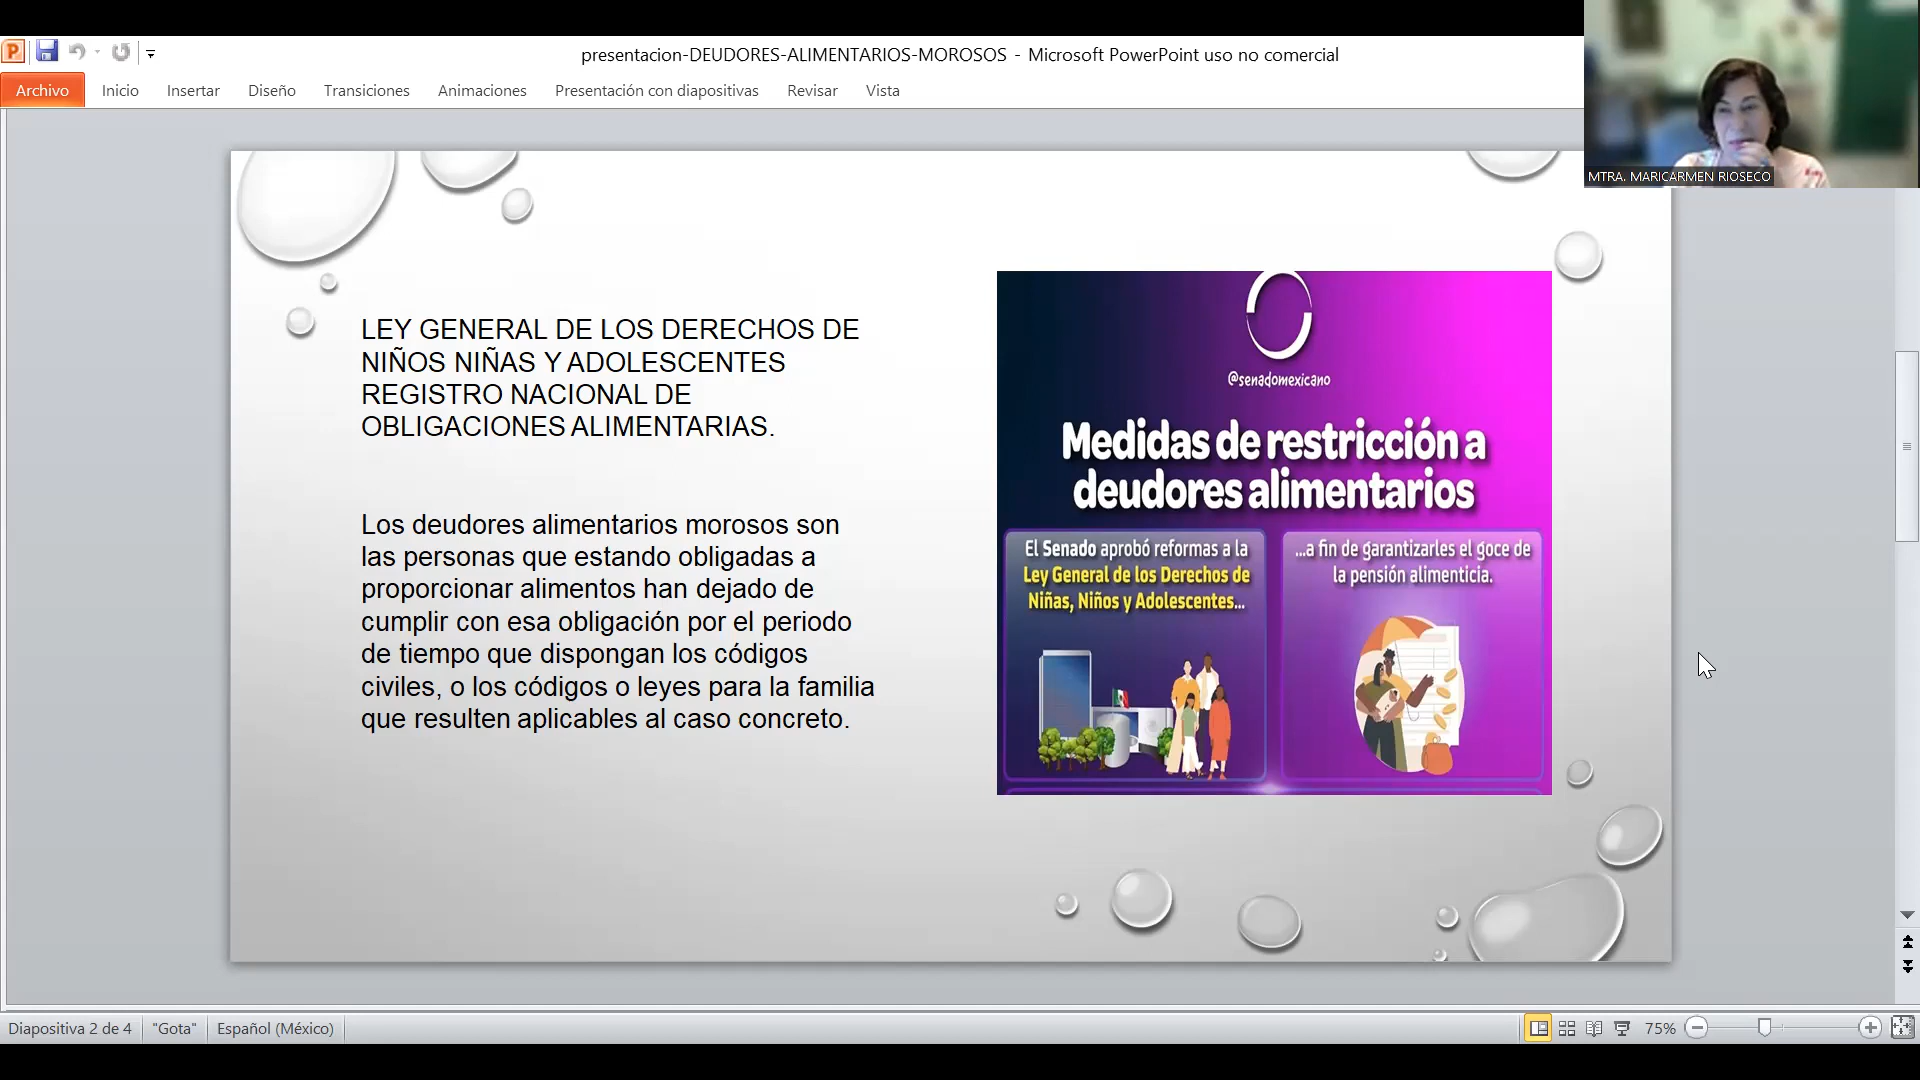 presentacion-DEUDORES-ALIMENTARIOS-MOROSOS - Microsoft PowerPoint uso no comercial
Archivo
Inicio
Insertar
Diseño
Transiciones
Animaciones
Presentación con diapositivas
Revisar
Vista
MTRA. MARICARMEN RIOSECO
LEY GENERAL DE LOS DERECHOS DE
NIÑOS NIÑAS Y ADOLESCENTES
REGISTRO NACIONAL DE
OBLIGACIONES ALIMENTARIAS.
Los deudores alimentarios morosos son
las personas que estando obligadas a
proporcionar alimentos han dejado de
cumplir con esa obligación por el periodo
de tiempo que dispongan los códigos
civiles, o los códigos o leyes para la familia
que resulten aplicables al caso concreto.
@senadomexicano
Medidas de restricción a
deudores alimentarios
El Senado aprobó reformas a la
Ley General de los Derechos de
Niñas, Niños y Adolescentes...
...a fin de garantizarles el goce de
la pensión alimenticia.
Diapositiva 2 de 4
"Gota"
Español (México)
75%